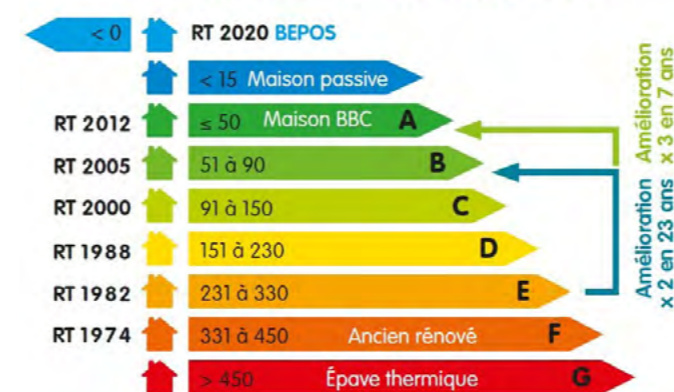 < 0 RT 2020 BEPOS
< 15 Maison passive
RT 2012 ≤ 50 Maison BBC A
RT 2005 51 à 90 B
RT 2000 91 à 150 C
RT 1988 151 à 230 D
RT 1982 231 à 330 E
RT 1974 331 à 450 Ancien rénové F
> 450 Épave thermique G
Amélioration
x 3 en 7 ans
Amélioration
x 2 en 23 ans